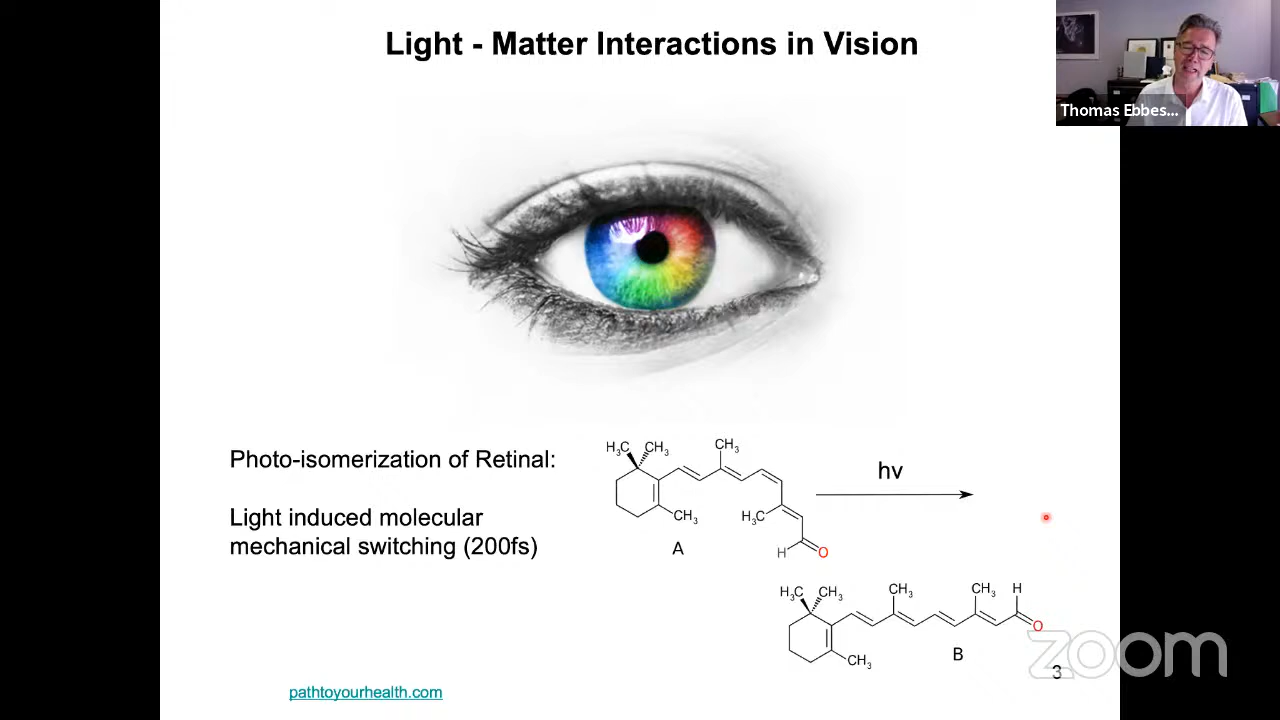 Light - Matter Interactions in Vision
Thomas Ebbes...
Photo-isomerization of Retinal:
Light induced molecular
mechanical switching (200fs)
H₃C CH₃ CH₃
CH₃ H₃C
H O
A
hv
H₃C CH₃ CH₃ CH₃ H
O
CH₃
B
zoom
3
pathtoyourhealth.com